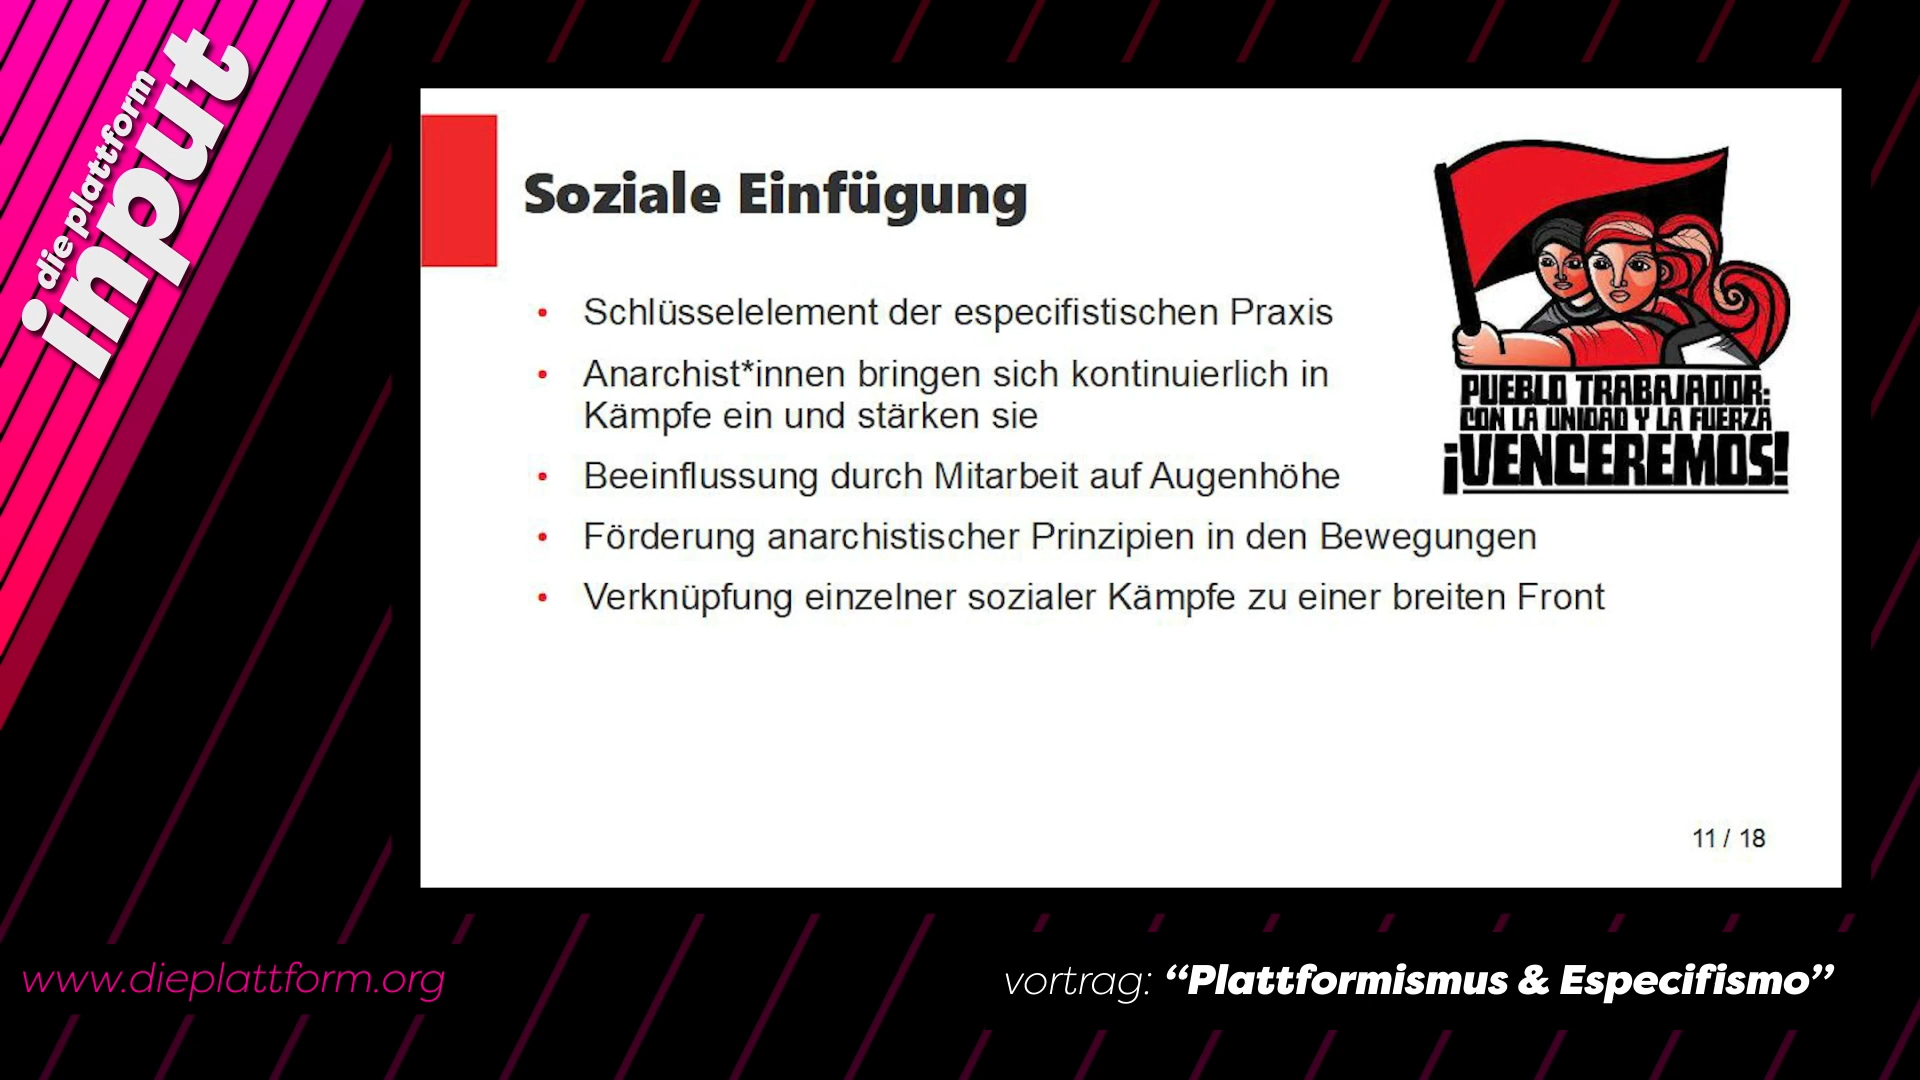 die plattform
input
Soziale Einfügung
• Schlüsselelement der especifistischen Praxis
• Anarchist*innen bringen sich kontinuierlich in
Kämpfe ein und stärken sie
• Beeinflussung durch Mitarbeit auf Augenhöhe
• Förderung anarchistischer Prinzipien in den Bewegungen
• Verknüpfung einzelner sozialer Kämpfe zu einer breiten Front
PUEBLO TRABAJADOR:
CON LA UNIDAD Y LA FUERZA
¡VENCEREMOS!
11 / 18
www.dieplattform.org
vortrag: “Plattformismus & Especifismo”